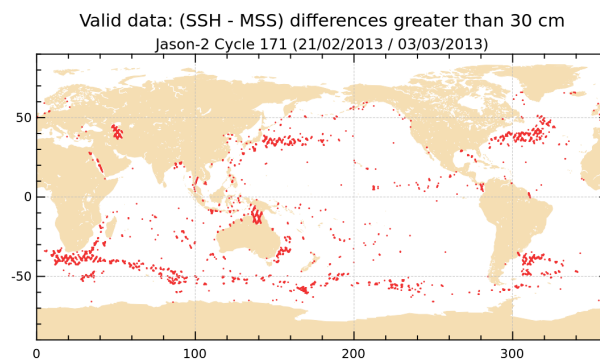 Valid data: (SSH - MSS) differences greater than 30 cm
Jason-2 Cycle 171 (21/02/2013 / 03/03/2013)
50
0
-50
0 100 200 300